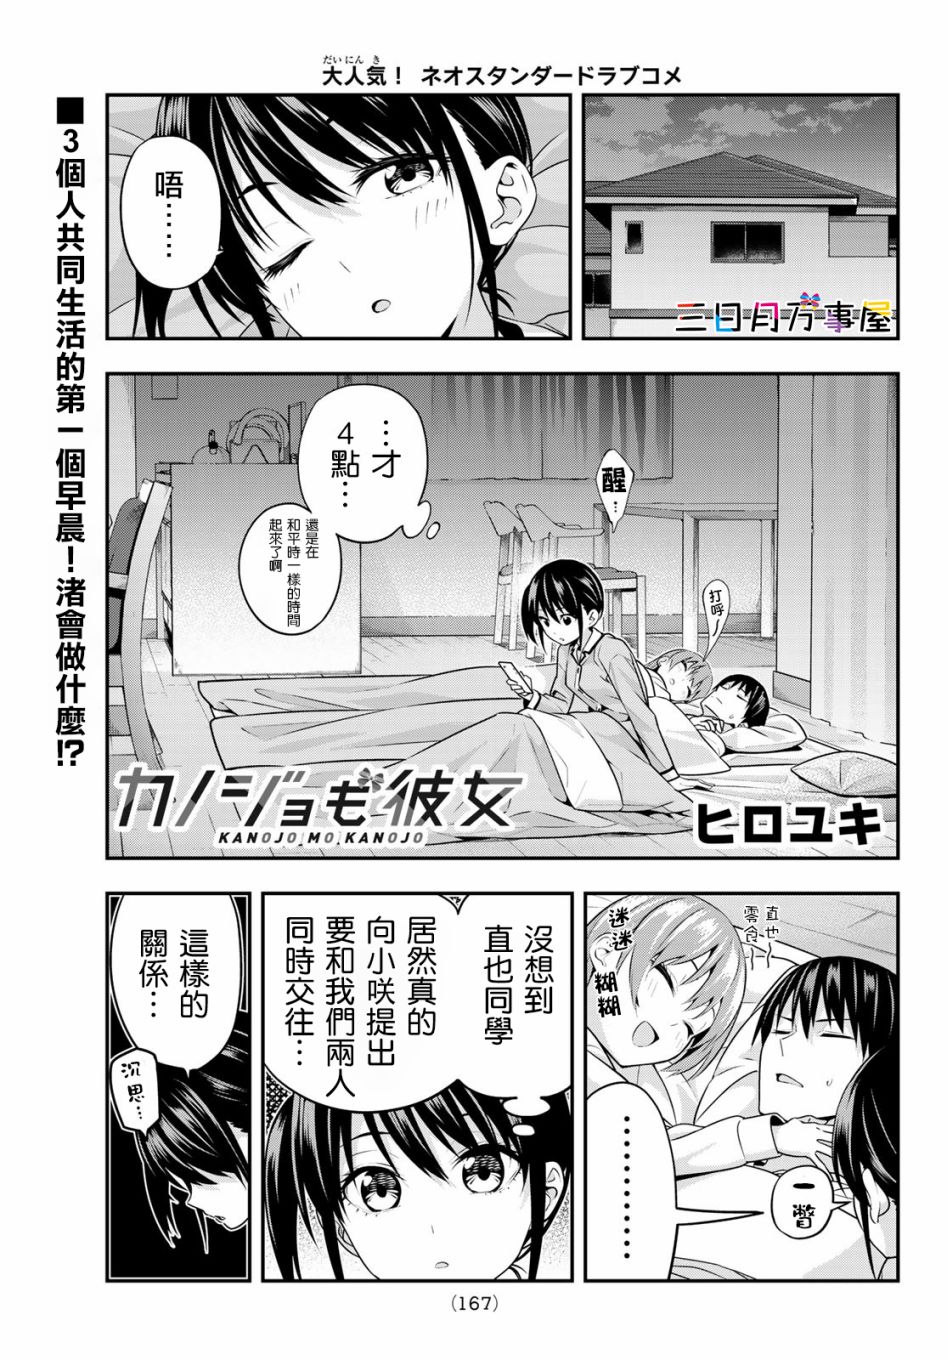 大人気！ ネオスタンダードラブコメ
だいにんき
■3個人共同生活的第一個早晨！渚會做什麼!?
三日月万事屋
唔……
醒…
…才
4點…
還是在
和平時一樣的時間
起來了啊
打呼～
カノジョも彼女
KANOJO MO KANOJO
ヒロユキ
直也
零食…
迷迷
糊糊
………
一瞥
沒想到
直也同學
居然真的
向小咲提出
要和我們兩人
同時交往…
這樣的
關係…
沉思…
(167)